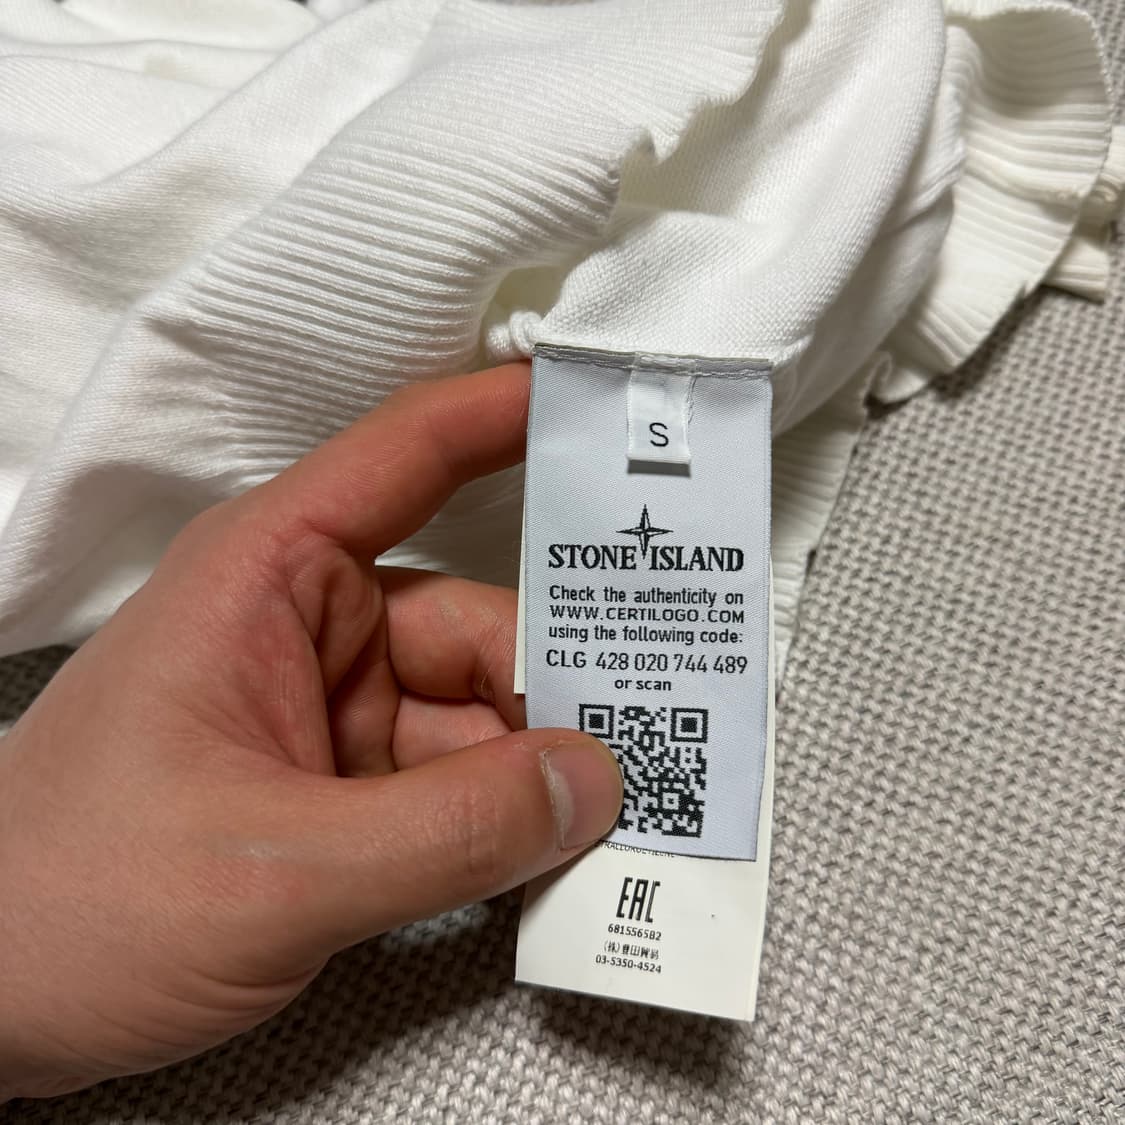 S
STONE ISLAND
Check the authenticity on
WWW.CERTILOGO.COM
using the following code:
CLG 428 020 744 489
or scan
EAC
6815565B2
(株)豊田貿易
03-5350-4524